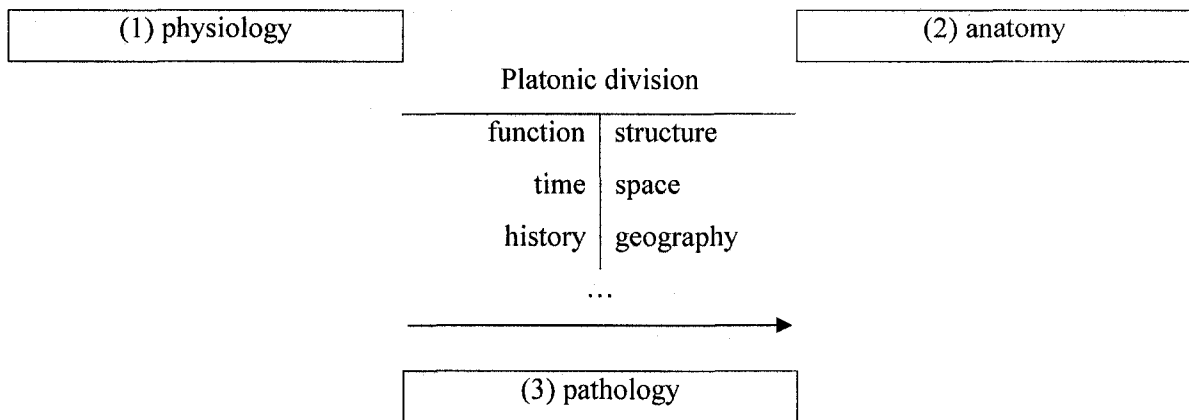 (1) physiology (2) anatomy
Platonic division
function structure
time space
history geography
...
(3) pathology